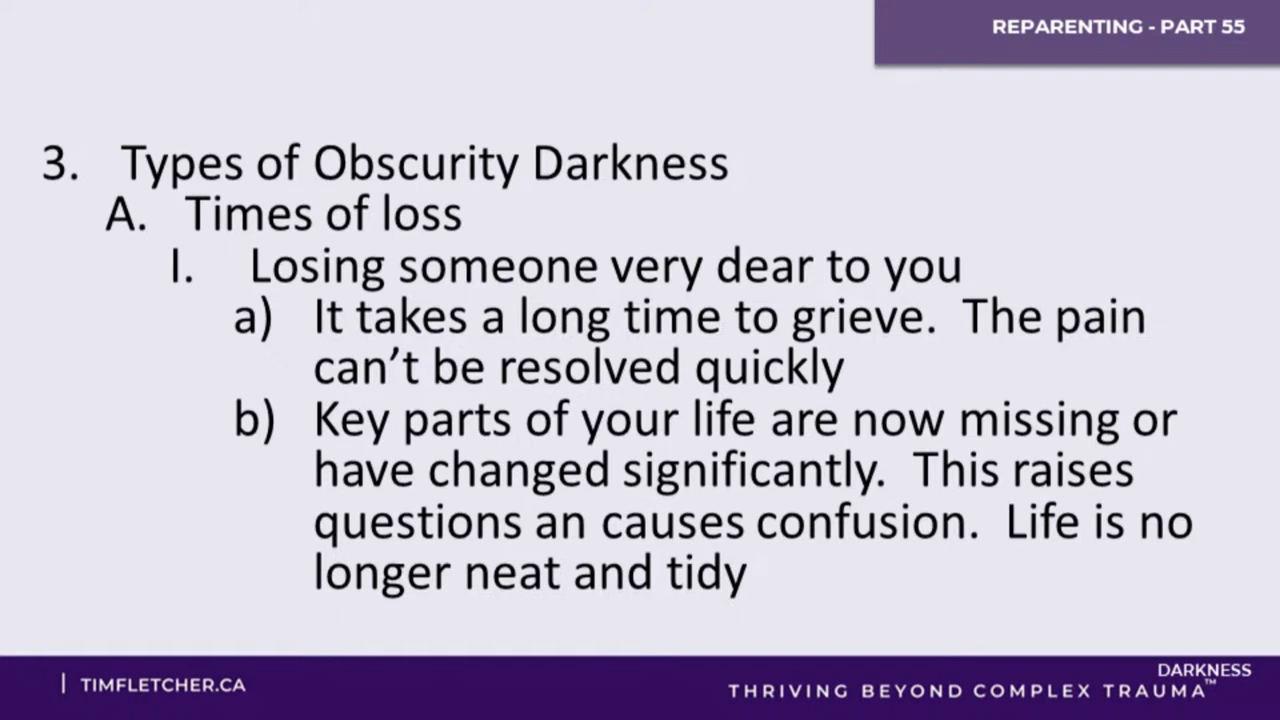 REPARENTING - PART 55
3. Types of Obscurity Darkness
A. Times of loss
I. Losing someone very dear to you
a) It takes a long time to grieve. The pain
can't be resolved quickly
b) Key parts of your life are now missing or
have changed significantly. This raises
questions an causes confusion. Life is no
longer neat and tidy
| TIMFLETCHER.CA
DARKNESS
THRIVING BEYOND COMPLEX TRAUMA™